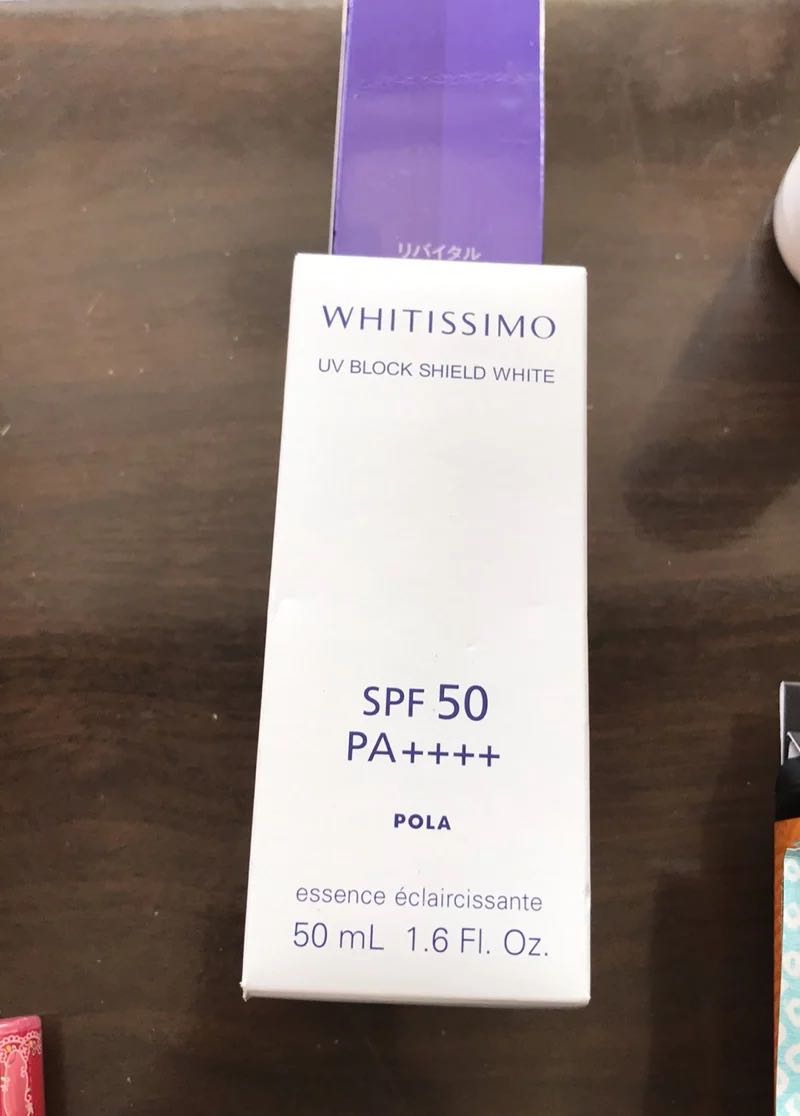 リバイタル
WHITISSIMO
UV BLOCK SHIELD WHITE
SPF 50
PA++++
POLA
essence éclaircissante
50 mL 1.6 Fl. Oz.